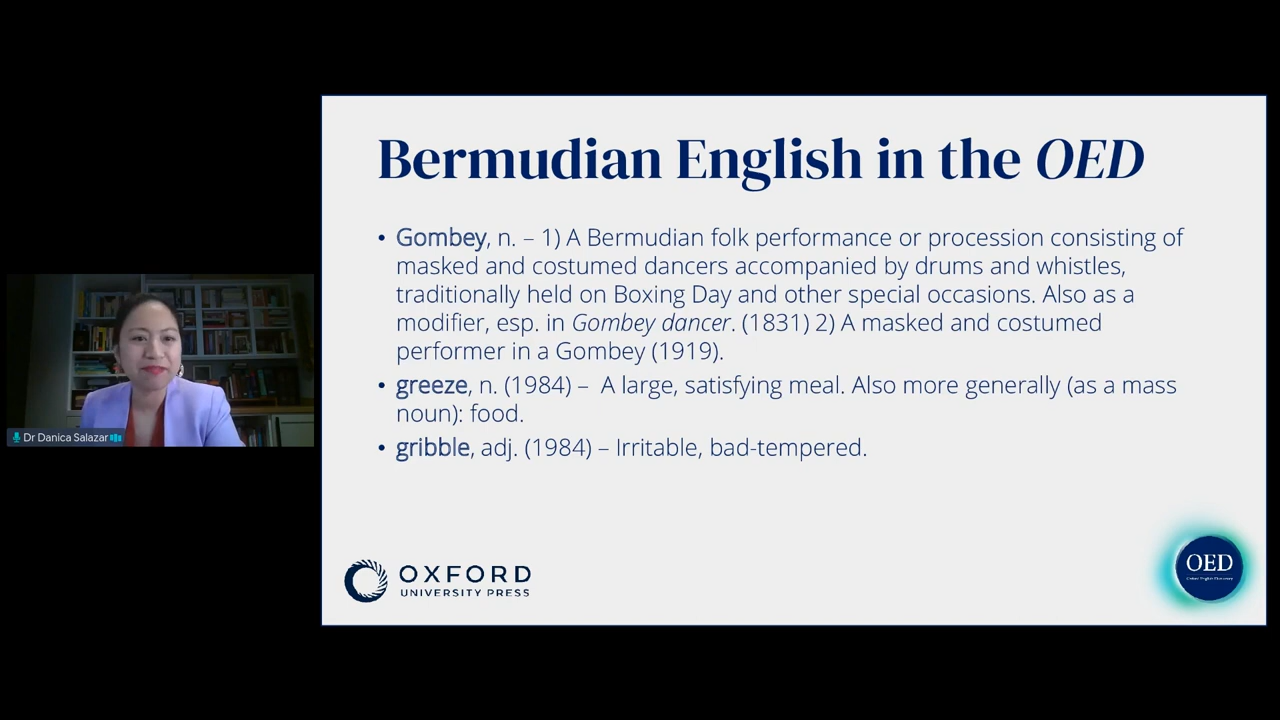 Bermudian English in the OED
• Gombey, n. – 1) A Bermudian folk performance or procession consisting of
masked and costumed dancers accompanied by drums and whistles,
traditionally held on Boxing Day and other special occasions. Also as a
modifier, esp. in Gombey dancer. (1831) 2) A masked and costumed
performer in a Gombey (1919).
• greeze, n. (1984) – A large, satisfying meal. Also more generally (as a mass
noun): food.
• gribble, adj. (1984) – Irritable, bad-tempered.
Dr Danica Salazar
OXFORD
UNIVERSITY PRESS
OED
Oxford English Dictionary